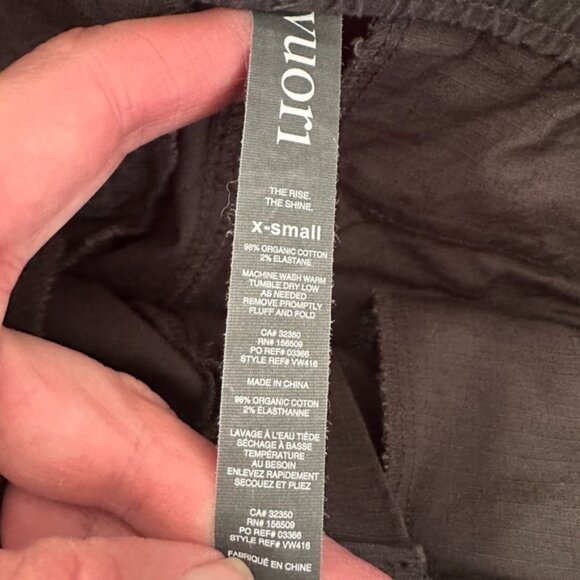 vuori
THE RISE.
THE SHINE.
x-small
98% ORGANIC COTTON
2% ELASTANE
MACHINE WASH WARM
TUMBLE DRY LOW
AS NEEDED
REMOVE PROMPTLY
FLUFF AND FOLD
CA# 32350
RN# 156509
PO REF# 03366
STYLE REF# VW416
MADE IN CHINA
98% ORGANIC COTON
2% ÉLASTHANNE
LAVAGE À L'EAU TIÈDE
SÉCHAGE À BASSE
TEMPÉRATURE
AU BESOIN
ENLEVEZ RAPIDEMENT
SECOUEZ ET PLIEZ
CA# 32350
RN# 156509
PO REF# 03366
STYLE REF# VW416
FABRIQUÉ EN CHINE